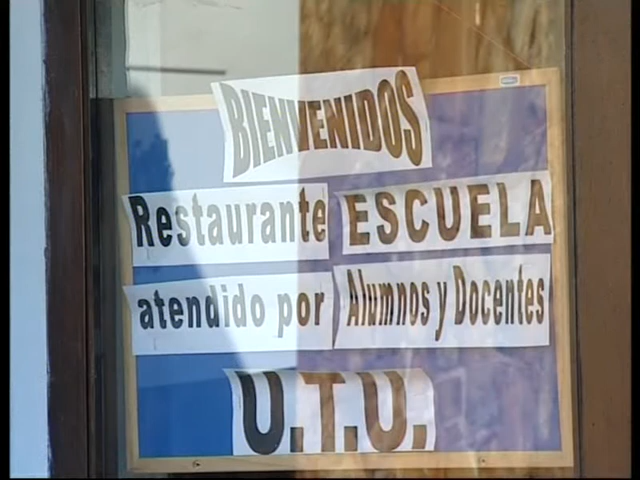 BIENVENIDOS
Restaurante ESCUELA
atendido por Alumnos y Docentes
U.T.U.